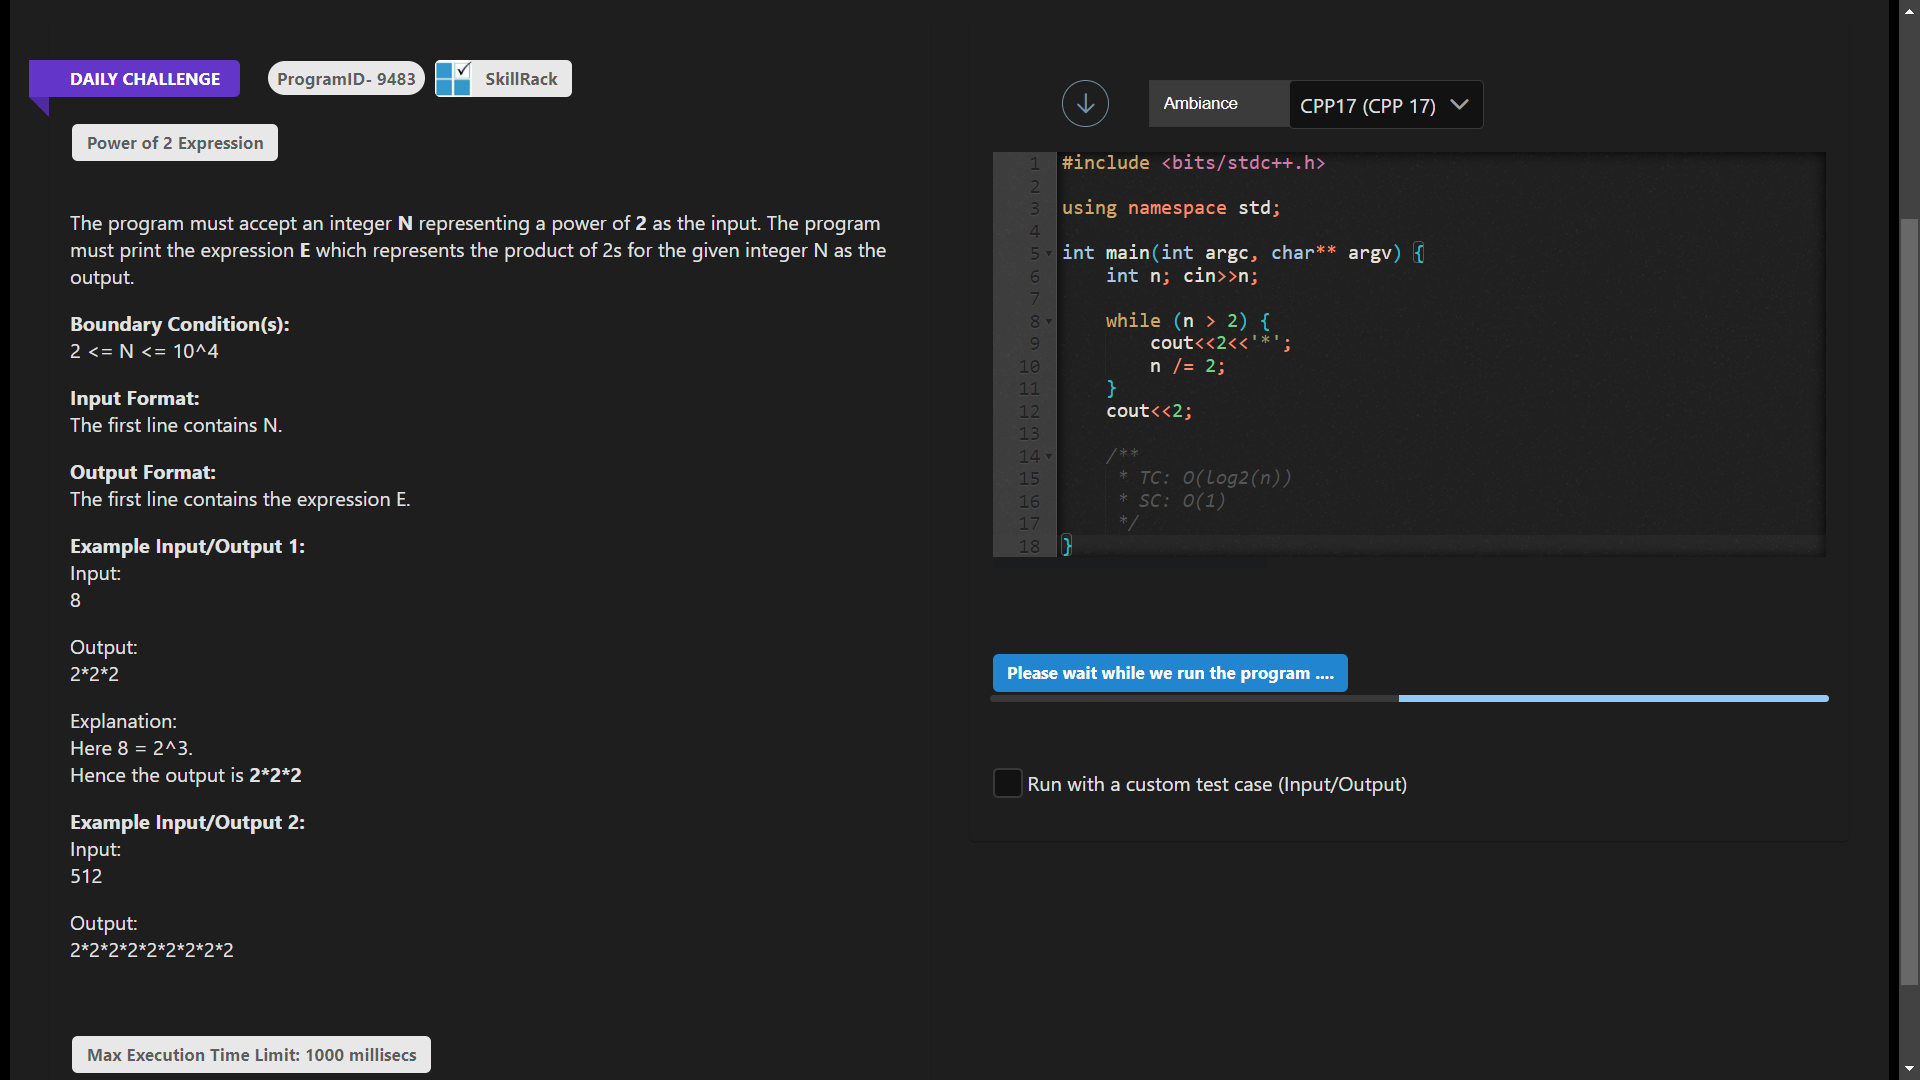 DAILY CHALLENGE
ProgramID- 9483
SkillRack
Power of 2 Expression
The program must accept an integer N representing a power of 2 as the input. The program
must print the expression E which represents the product of 2s for the given integer N as the
output.
Boundary Condition(s):
2 <= N <= 10^4
Input Format:
The first line contains N.
Output Format:
The first line contains the expression E.
Example Input/Output 1:
Input:
8
Output:
2*2*2
Explanation:
Here 8 = 2^3.
Hence the output is 2*2*2
Example Input/Output 2:
Input:
512
Output:
2*2*2*2*2*2*2*2*2
Max Execution Time Limit: 1000 millisecs
Ambiance
CPP17 (CPP 17)
1 #include <bits/stdc++.h>
2
3 using namespace std;
4
5 int main(int argc, char** argv) {
6 int n; cin>>n;
7
8 while (n > 2) {
9 cout<<2<<'*';
10 n /= 2;
11 }
12 cout<<2;
13
14 /**
15 * TC: O(log2(n))
16 * SC: O(1)
17 */
18 }
Please wait while we run the program ....
Run with a custom test case (Input/Output)